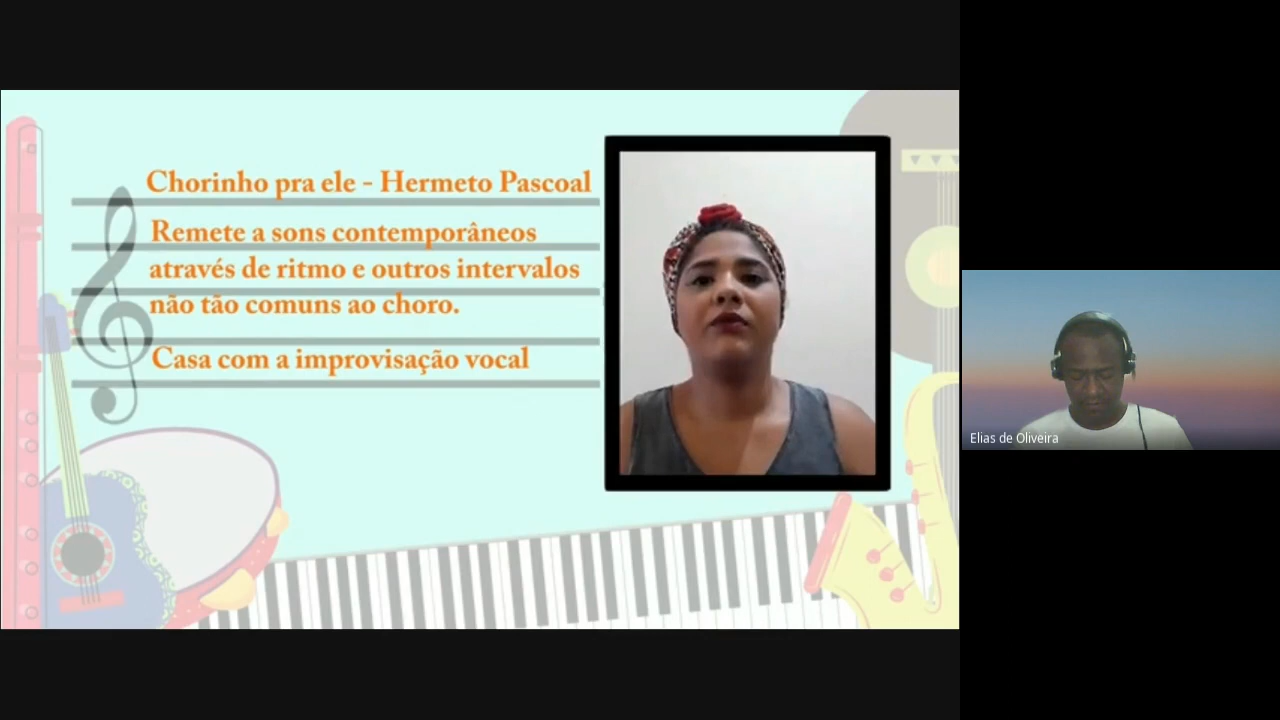 Chorinho pra ele - Hermeto Pascoal
Remete a sons contemporâneos
através de ritmo e outros intervalos
não tão comuns ao choro.
Casa com a improvisação vocal
Elias de Oliveira